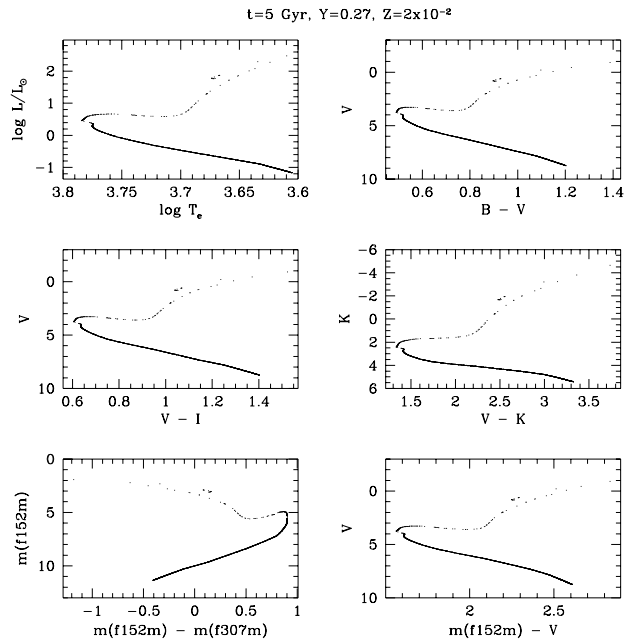 t=5 Gyr, Y=0.27, Z=2x10⁻²
log L/L⊙
2
1
0
−1
3.8 3.75 3.7 3.65 3.6
log Tₑ
V
0
5
10
0.6 0.8 1 1.2 1.4
B − V
V
0
5
10
0.6 0.8 1 1.2 1.4
V − I
K
−6
−4
−2
0
2
4
6
1.5 2 2.5 3 3.5
V − K
m(f152m)
0
5
10
−1 −0.5 0 0.5 1
m(f152m) − m(f307m)
V
0
5
10
2 2.5
m(f152m) − V